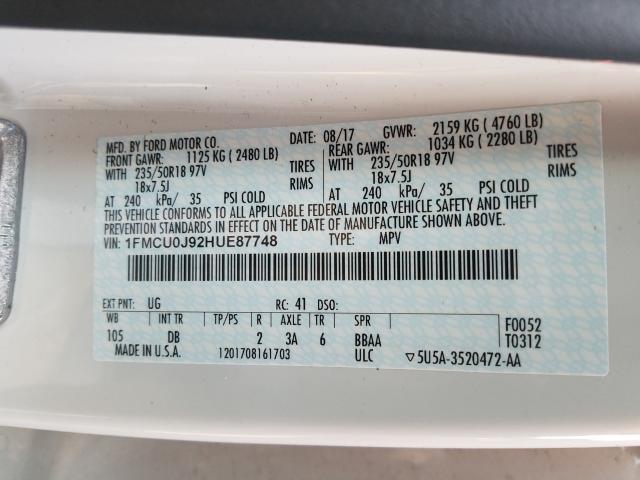 MFD. BY FORD MOTOR CO. DATE: 08/17 GVWR: 2159 KG ( 4760 LB)
FRONT GAWR: 1125 KG ( 2480 LB) REAR GAWR: 1034 KG ( 2280 LB)
WITH 235/50R18 97V TIRES WITH 235/50R18 97V TIRES
18x7.5J RIMS 18x7.5J RIMS
AT 240 kPa/ 35 PSI COLD AT 240 kPa/ 35 PSI COLD
THIS VEHICLE CONFORMS TO ALL APPLICABLE FEDERAL MOTOR VEHICLE SAFETY AND THEFT
PREVENTION STANDARDS IN EFFECT ON THE DATE OF MANUFACTURE SHOWN ABOVE.
VIN: 1FMCU0J92HUE87748 TYPE: MPV
EXT PNT: UG RC: 41 DSO:
WB INT TR TP/PS R AXLE TR SPR F0052
105 DB 2 3A 6 BBAA T0312
MADE IN U.S.A. 1201708161703 ULC ▽5U5A-3520472-AA